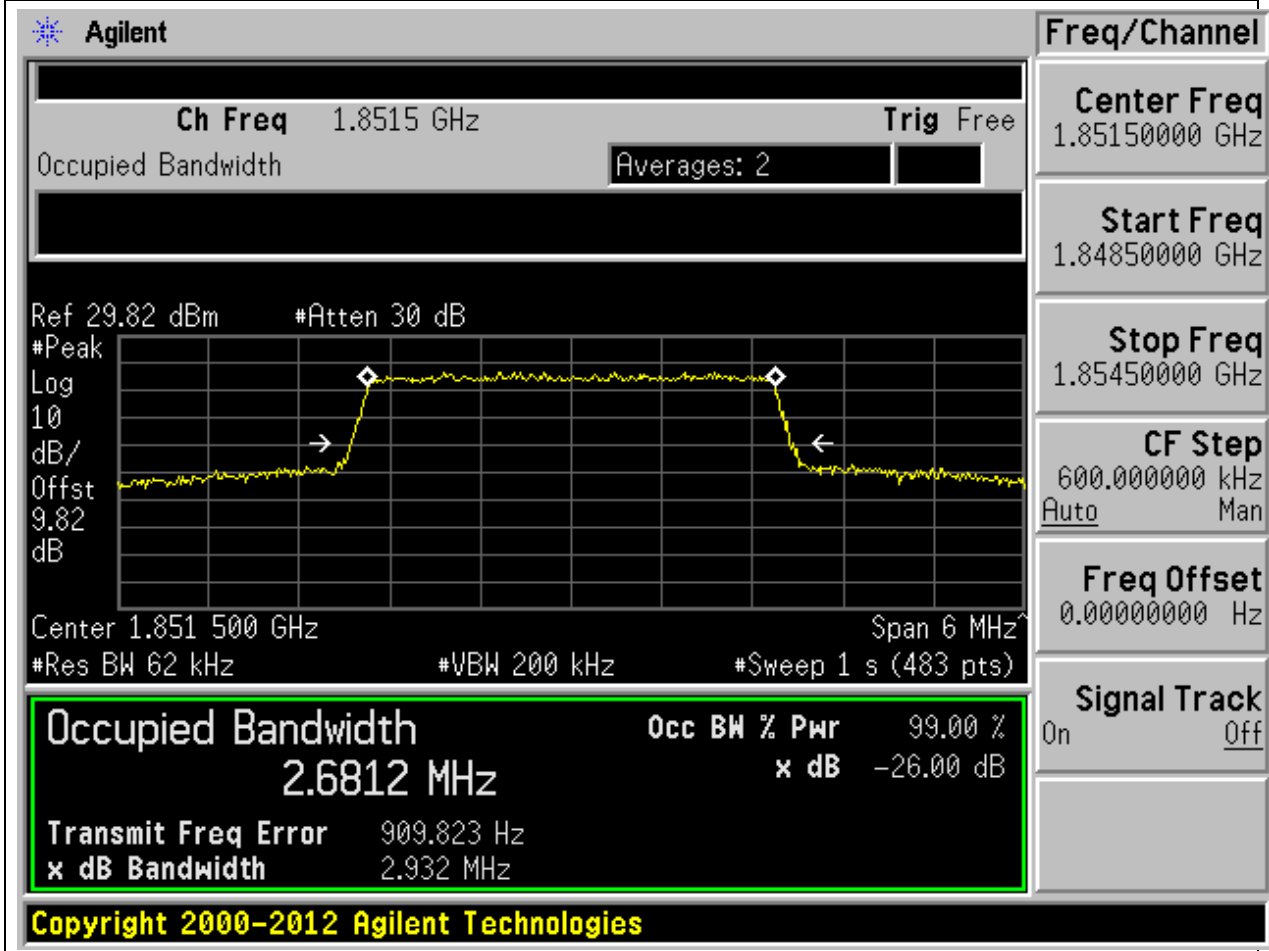 Agilent
Ch Freq 1.8515 GHz Trig Free
Occupied Bandwidth Averages: 2
Ref 29.82 dBm #Atten 30 dB
#Peak
Log
10
dB/
Offst
9.82
dB
Center 1.851 500 GHz Span 6 MHz^
#Res BW 62 kHz #VBW 200 kHz #Sweep 1 s (483 pts)
Occupied Bandwidth Occ BW % Pwr 99.00 %
2.6812 MHz x dB -26.00 dB
Transmit Freq Error 909.823 Hz
x dB Bandwidth 2.932 MHz
Copyright 2000-2012 Agilent Technologies
Freq/Channel
Center Freq
1.85150000 GHz
Start Freq
1.84850000 GHz
Stop Freq
1.85450000 GHz
CF Step
600.000000 kHz
Auto Man
Freq Offset
0.00000000 Hz
Signal Track
On Off